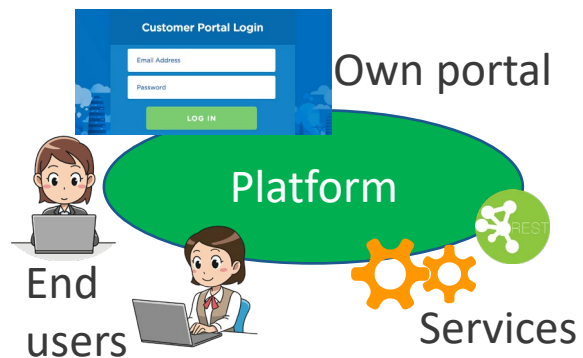 Customer Portal Login
Email Address
Password
LOG IN
Own portal
Platform
REST
End
users
Services